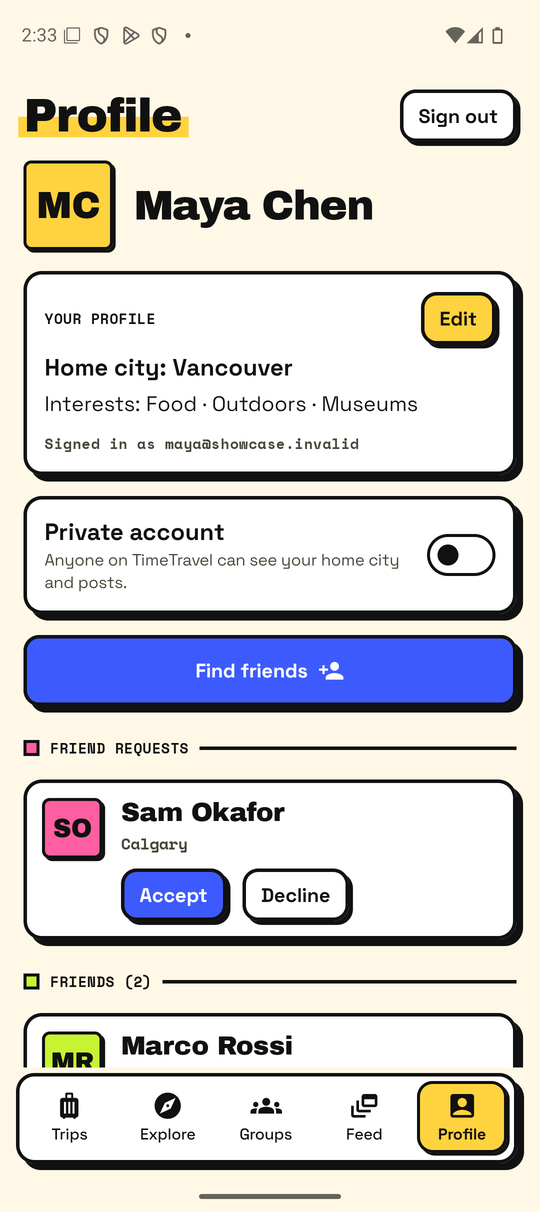 2:33
Profile
Sign out
MC
Maya Chen
YOUR PROFILE
Edit
Home city: Vancouver
Interests: Food · Outdoors · Museums
Signed in as maya@showcase.invalid
Private account
Anyone on TimeTravel can see your home city
and posts.
Find friends
FRIEND REQUESTS
SO
Sam Okafor
Calgary
Accept
Decline
FRIENDS (2)
MR
Marco Rossi
Trips
Explore
Groups
Feed
Profile